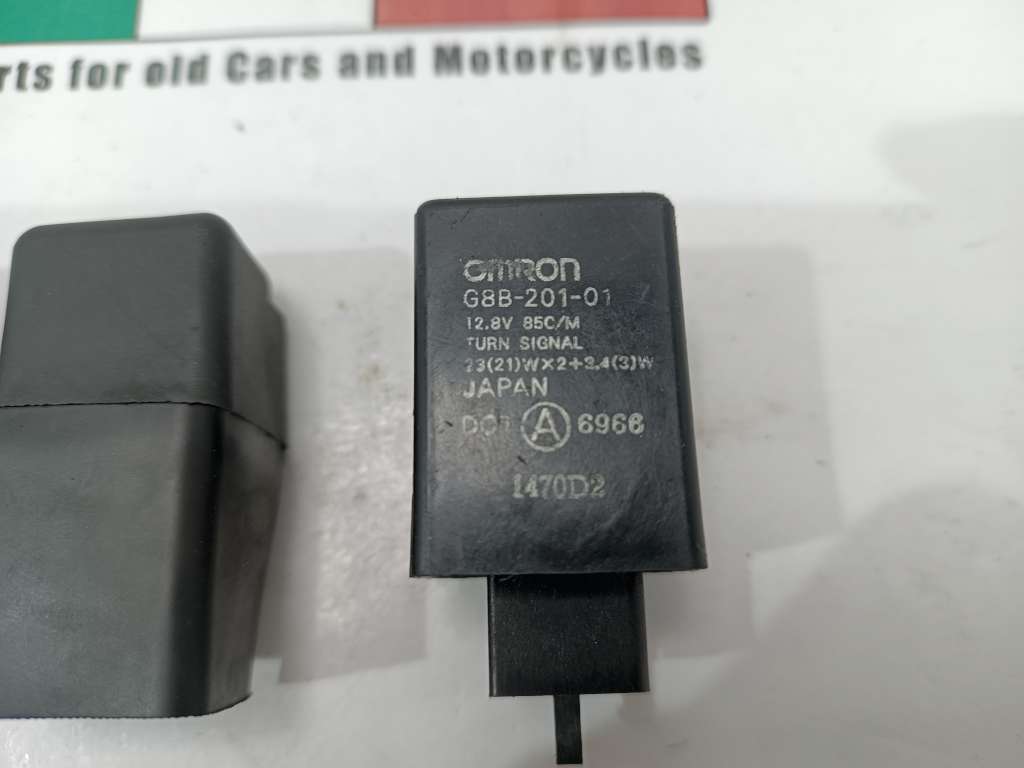 rts for old Cars and Motorcycles
OMRON
G8B-201-01
12.8V 85C/M
TURN SIGNAL
23(21)W×2+3.4(3)W
JAPAN
A 6966
1470D2